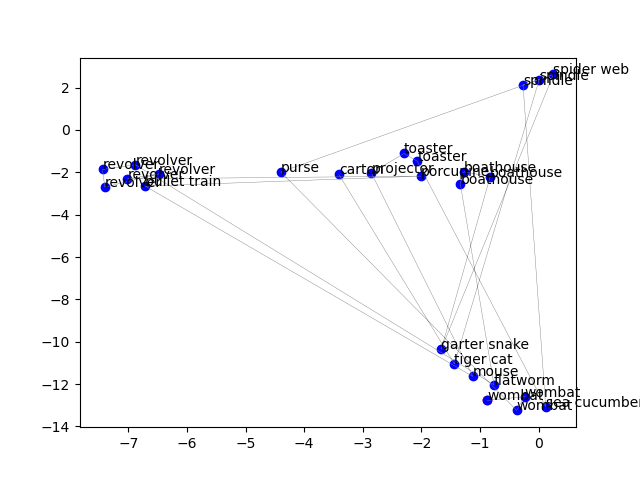 spider web
spindle
spindle
2
0
toaster
revolver
revolver
toaster
purse
boathouse
revolver
carton
projector
porcupine
boathouse
−2
revolver
revolver
bullet train
boathouse
−4
−6
−8
garter snake
−10
tiger cat
mouse
flatworm
−12
wombat
wombat
wombat
sea cucumber
−14
−7 −6 −5 −4 −3 −2 −1 0